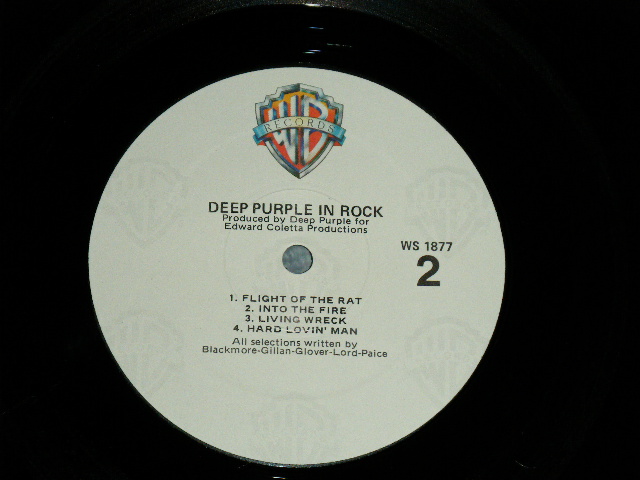 WB
RECORDS
DEEP PURPLE IN ROCK
Produced by Deep Purple for
Edward Coletta Productions
WS 1877
2
1. FLIGHT OF THE RAT
2. INTO THE FIRE
3. LIVING WRECK
4. HARD LOVIN' MAN
All selections written by
Blackmore-Gillan-Glover-Lord-Paice